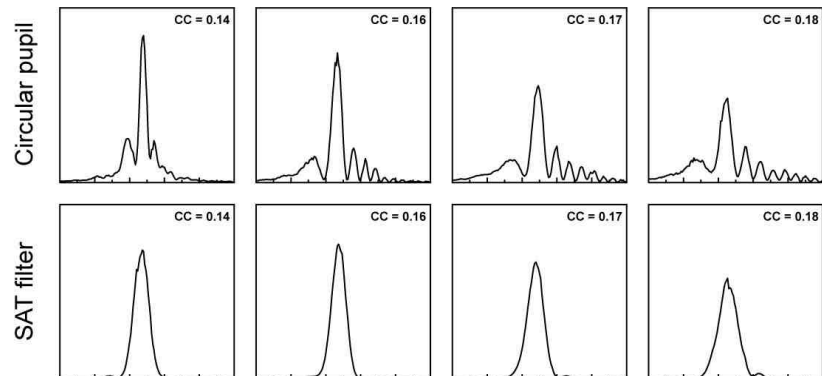 Circular pupil
CC = 0.14
CC = 0.16
CC = 0.17
CC = 0.18
SAT filter
CC = 0.14
CC = 0.16
CC = 0.17
CC = 0.18